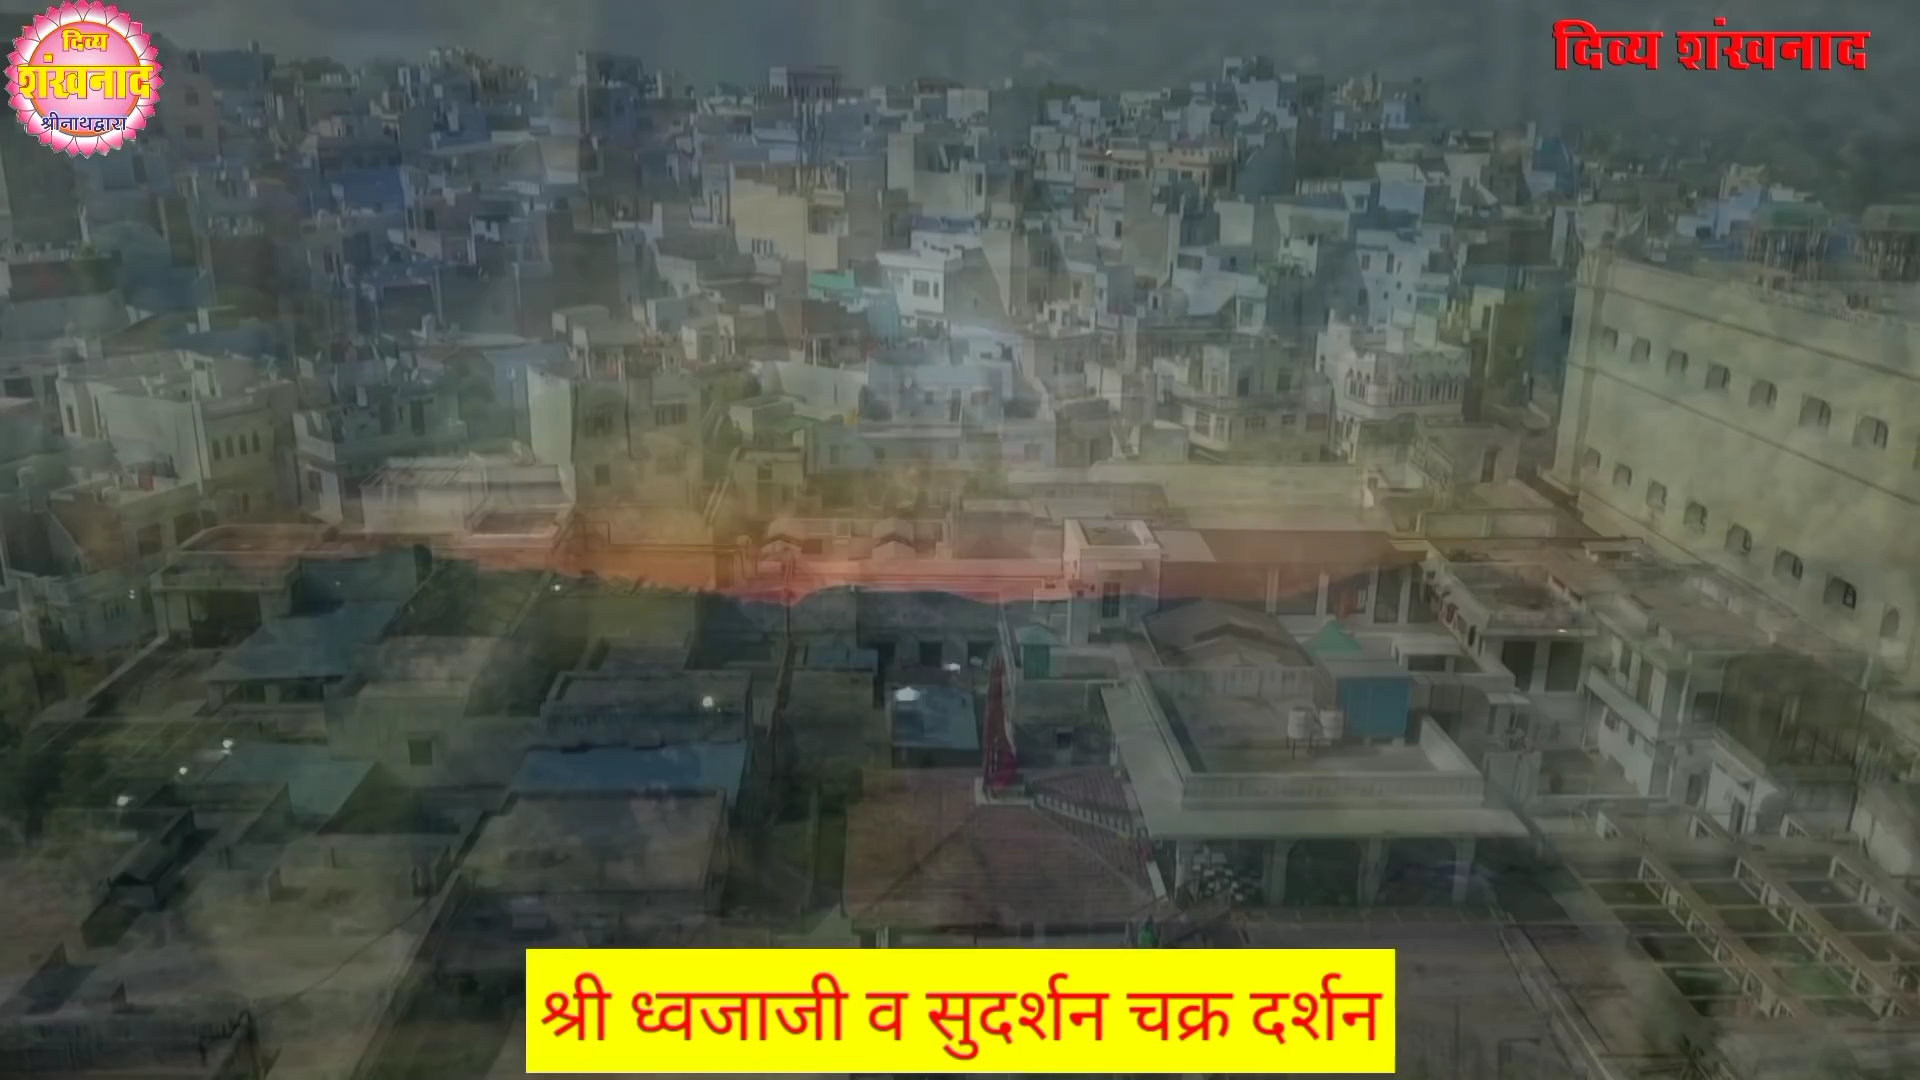 दिव्य
शंखनाद
श्रीनाथद्वारा
दिव्य शंखनाद
श्री ध्वजाजी व सुदर्शन चक्र दर्शन